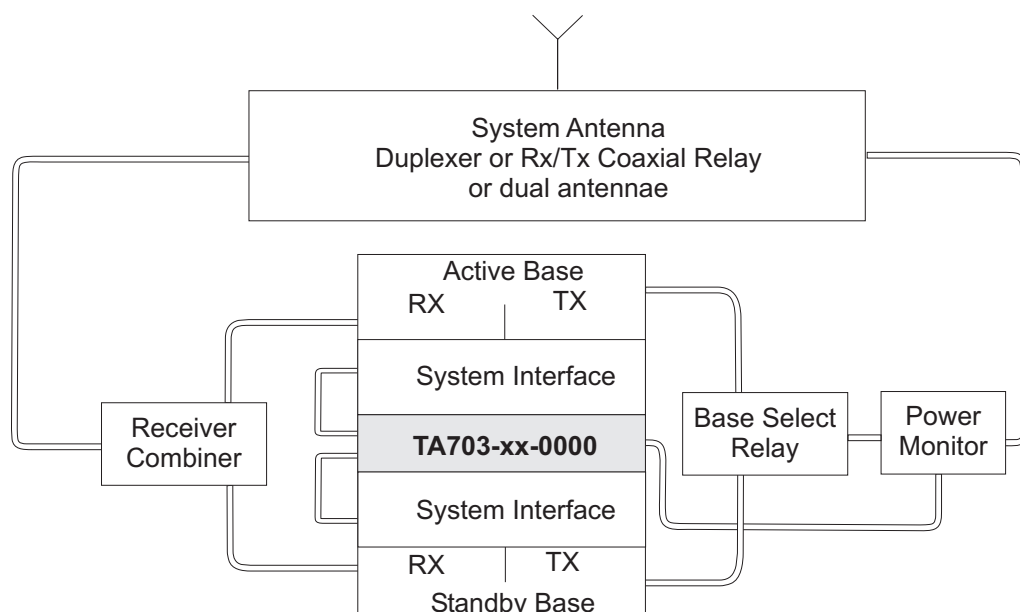 System Antenna
Duplexer or Rx/Tx Coaxial Relay
or dual antennae
Active Base
RX TX
System Interface
Receiver
Combiner
TA703-xx-0000
Base Select
Relay
Power
Monitor
System Interface
RX TX
Standby Base